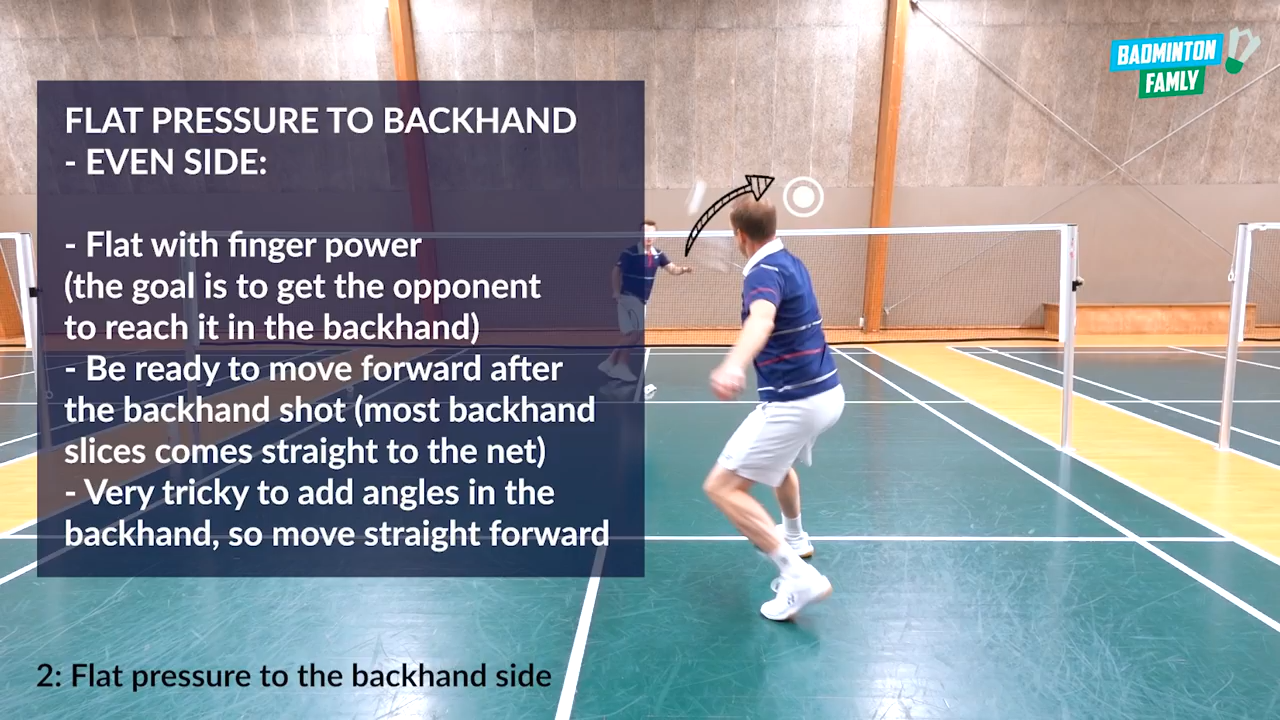 BADMINTON
FAMLY
FLAT PRESSURE TO BACKHAND
- EVEN SIDE:
- Flat with finger power
(the goal is to get the opponent
to reach it in the backhand)
- Be ready to move forward after
the backhand shot (most backhand
slices comes straight to the net)
- Very tricky to add angles in the
backhand, so move straight forward
2: Flat pressure to the backhand side